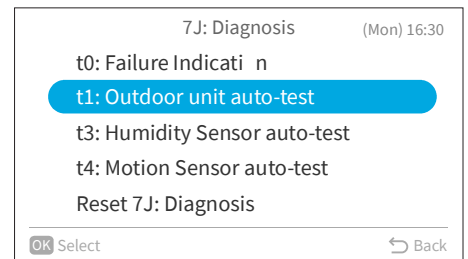 7J: Diagnosis (Mon) 16:30
t0: Failure Indicati n
t1: Outdoor unit auto-test
t3: Humidity Sensor auto-test
t4: Motion Sensor auto-test
Reset 7J: Diagnosis
OK Select Back